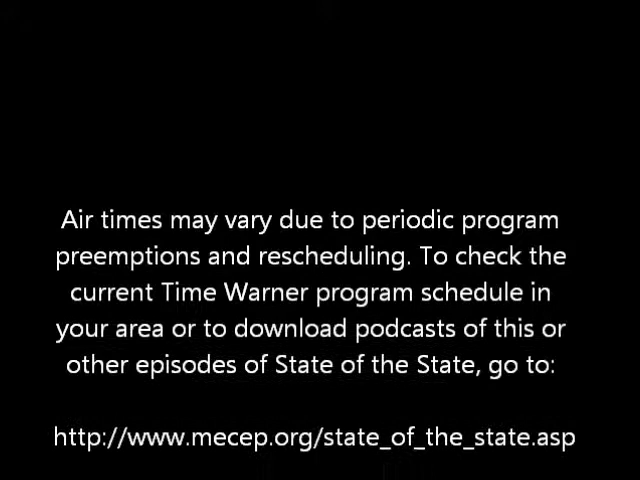 Air times may vary due to periodic program
preemptions and rescheduling. To check the
current Time Warner program schedule in
your area or to download podcasts of this or
other episodes of State of the State, go to:
http://www.mecep.org/state_of_the_state.asp